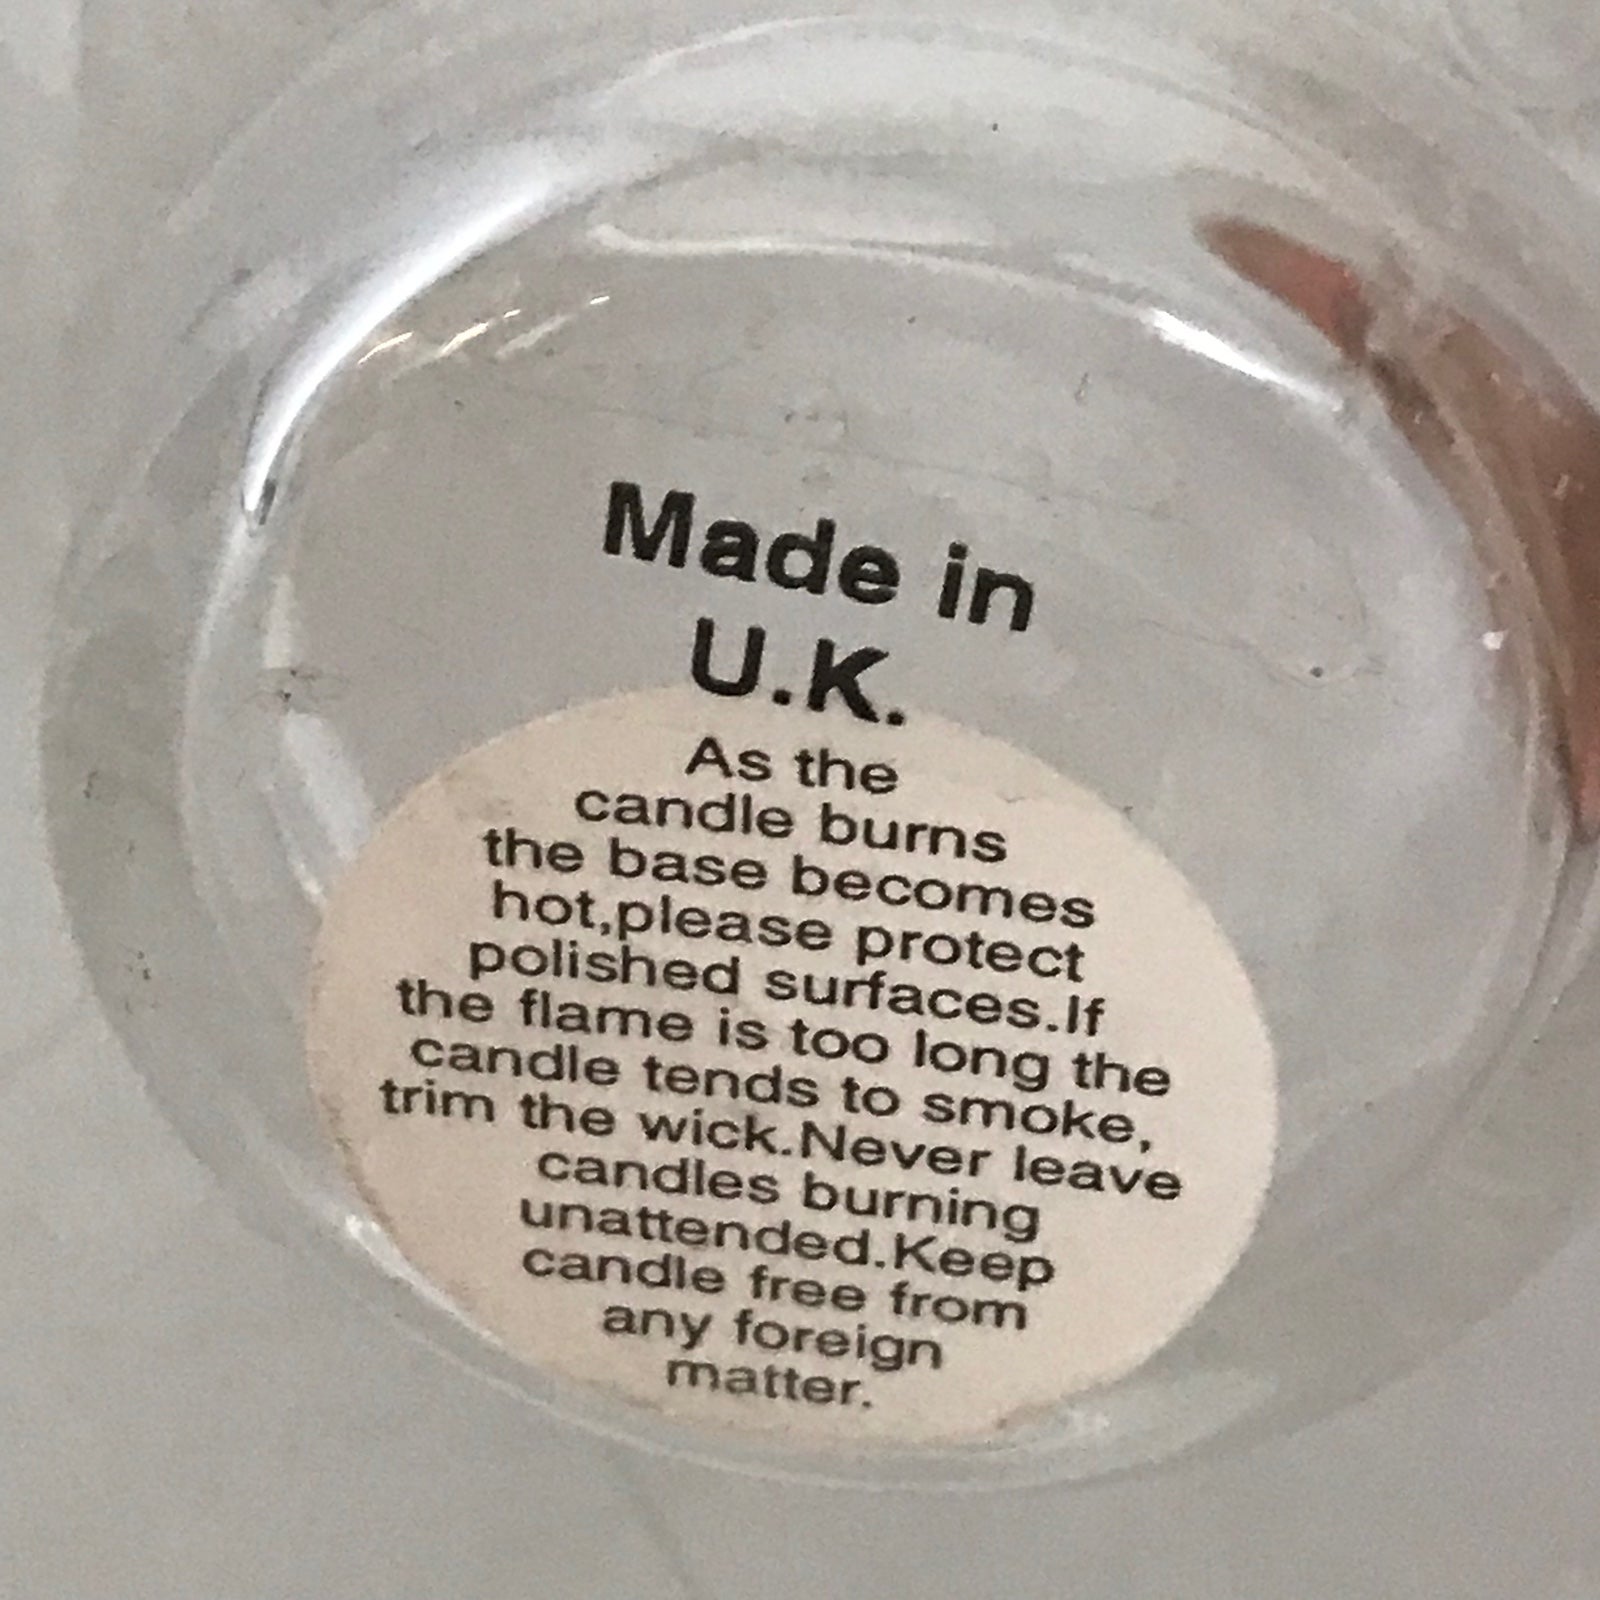 Made in
U.K.
As the
candle burns
the base becomes
hot,please protect
polished surfaces.If
the flame is too long the
candle tends to smoke,
trim the wick.Never leave
candles burning
unattended.Keep
candle free from
any foreign
matter.